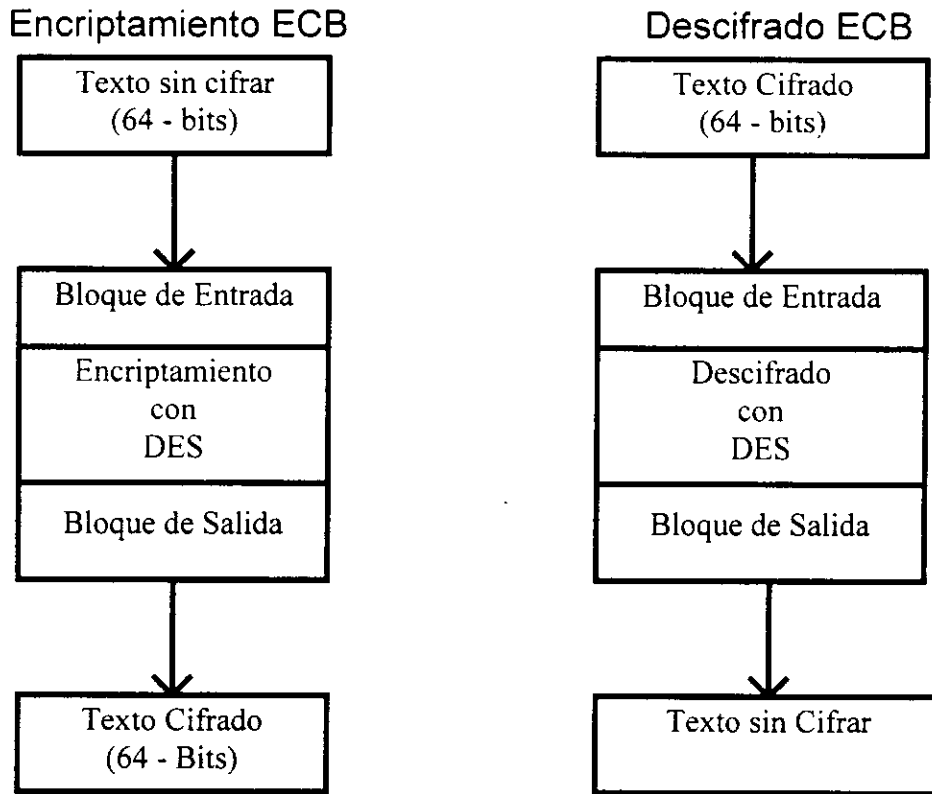 Encriptamiento ECB
Texto sin cifrar
(64 - bits)
Bloque de Entrada
Encriptamiento
con
DES
Bloque de Salida
Texto Cifrado
(64 - Bits)
Descifrado ECB
Texto Cifrado
(64 - bits)
Bloque de Entrada
Descifrado
con
DES
Bloque de Salida
Texto sin Cifrar